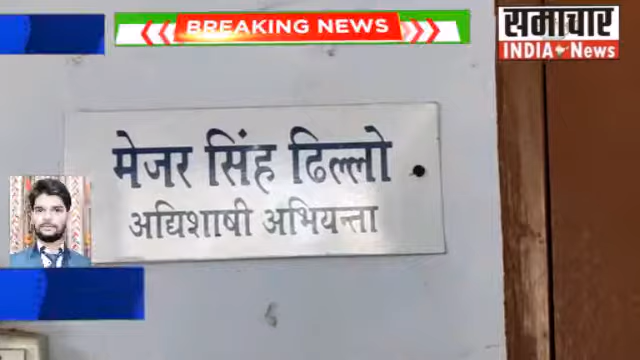 BREAKING NEWS
समाचार
INDIA News
मेजर सिंह ढिल्लो
अधिशाषी अभियन्ता